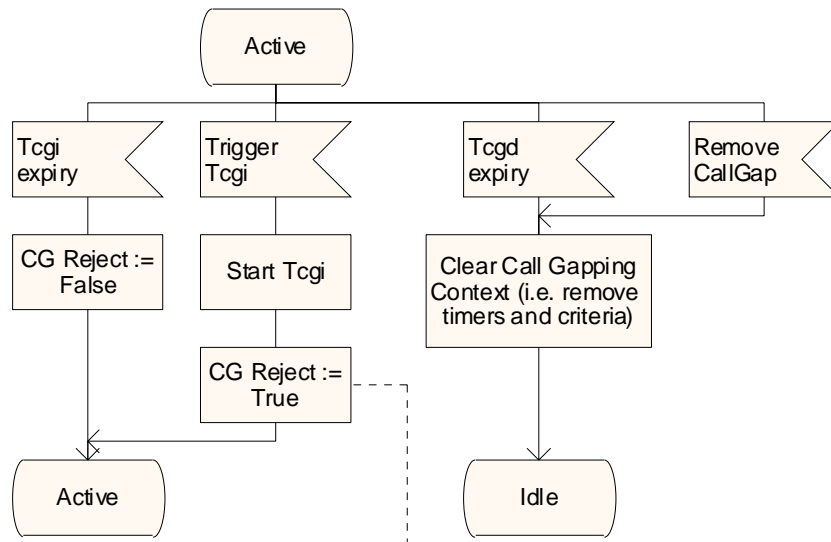 Active
Tcgi
expiry
Trigger
Tcgi
Tcgd
expiry
Remove
CallGap
CG Reject :=
False
Start Tcgi
Clear Call Gapping
Context (i.e. remove
timers and criteria)
CG Reject :=
True
Active
Idle